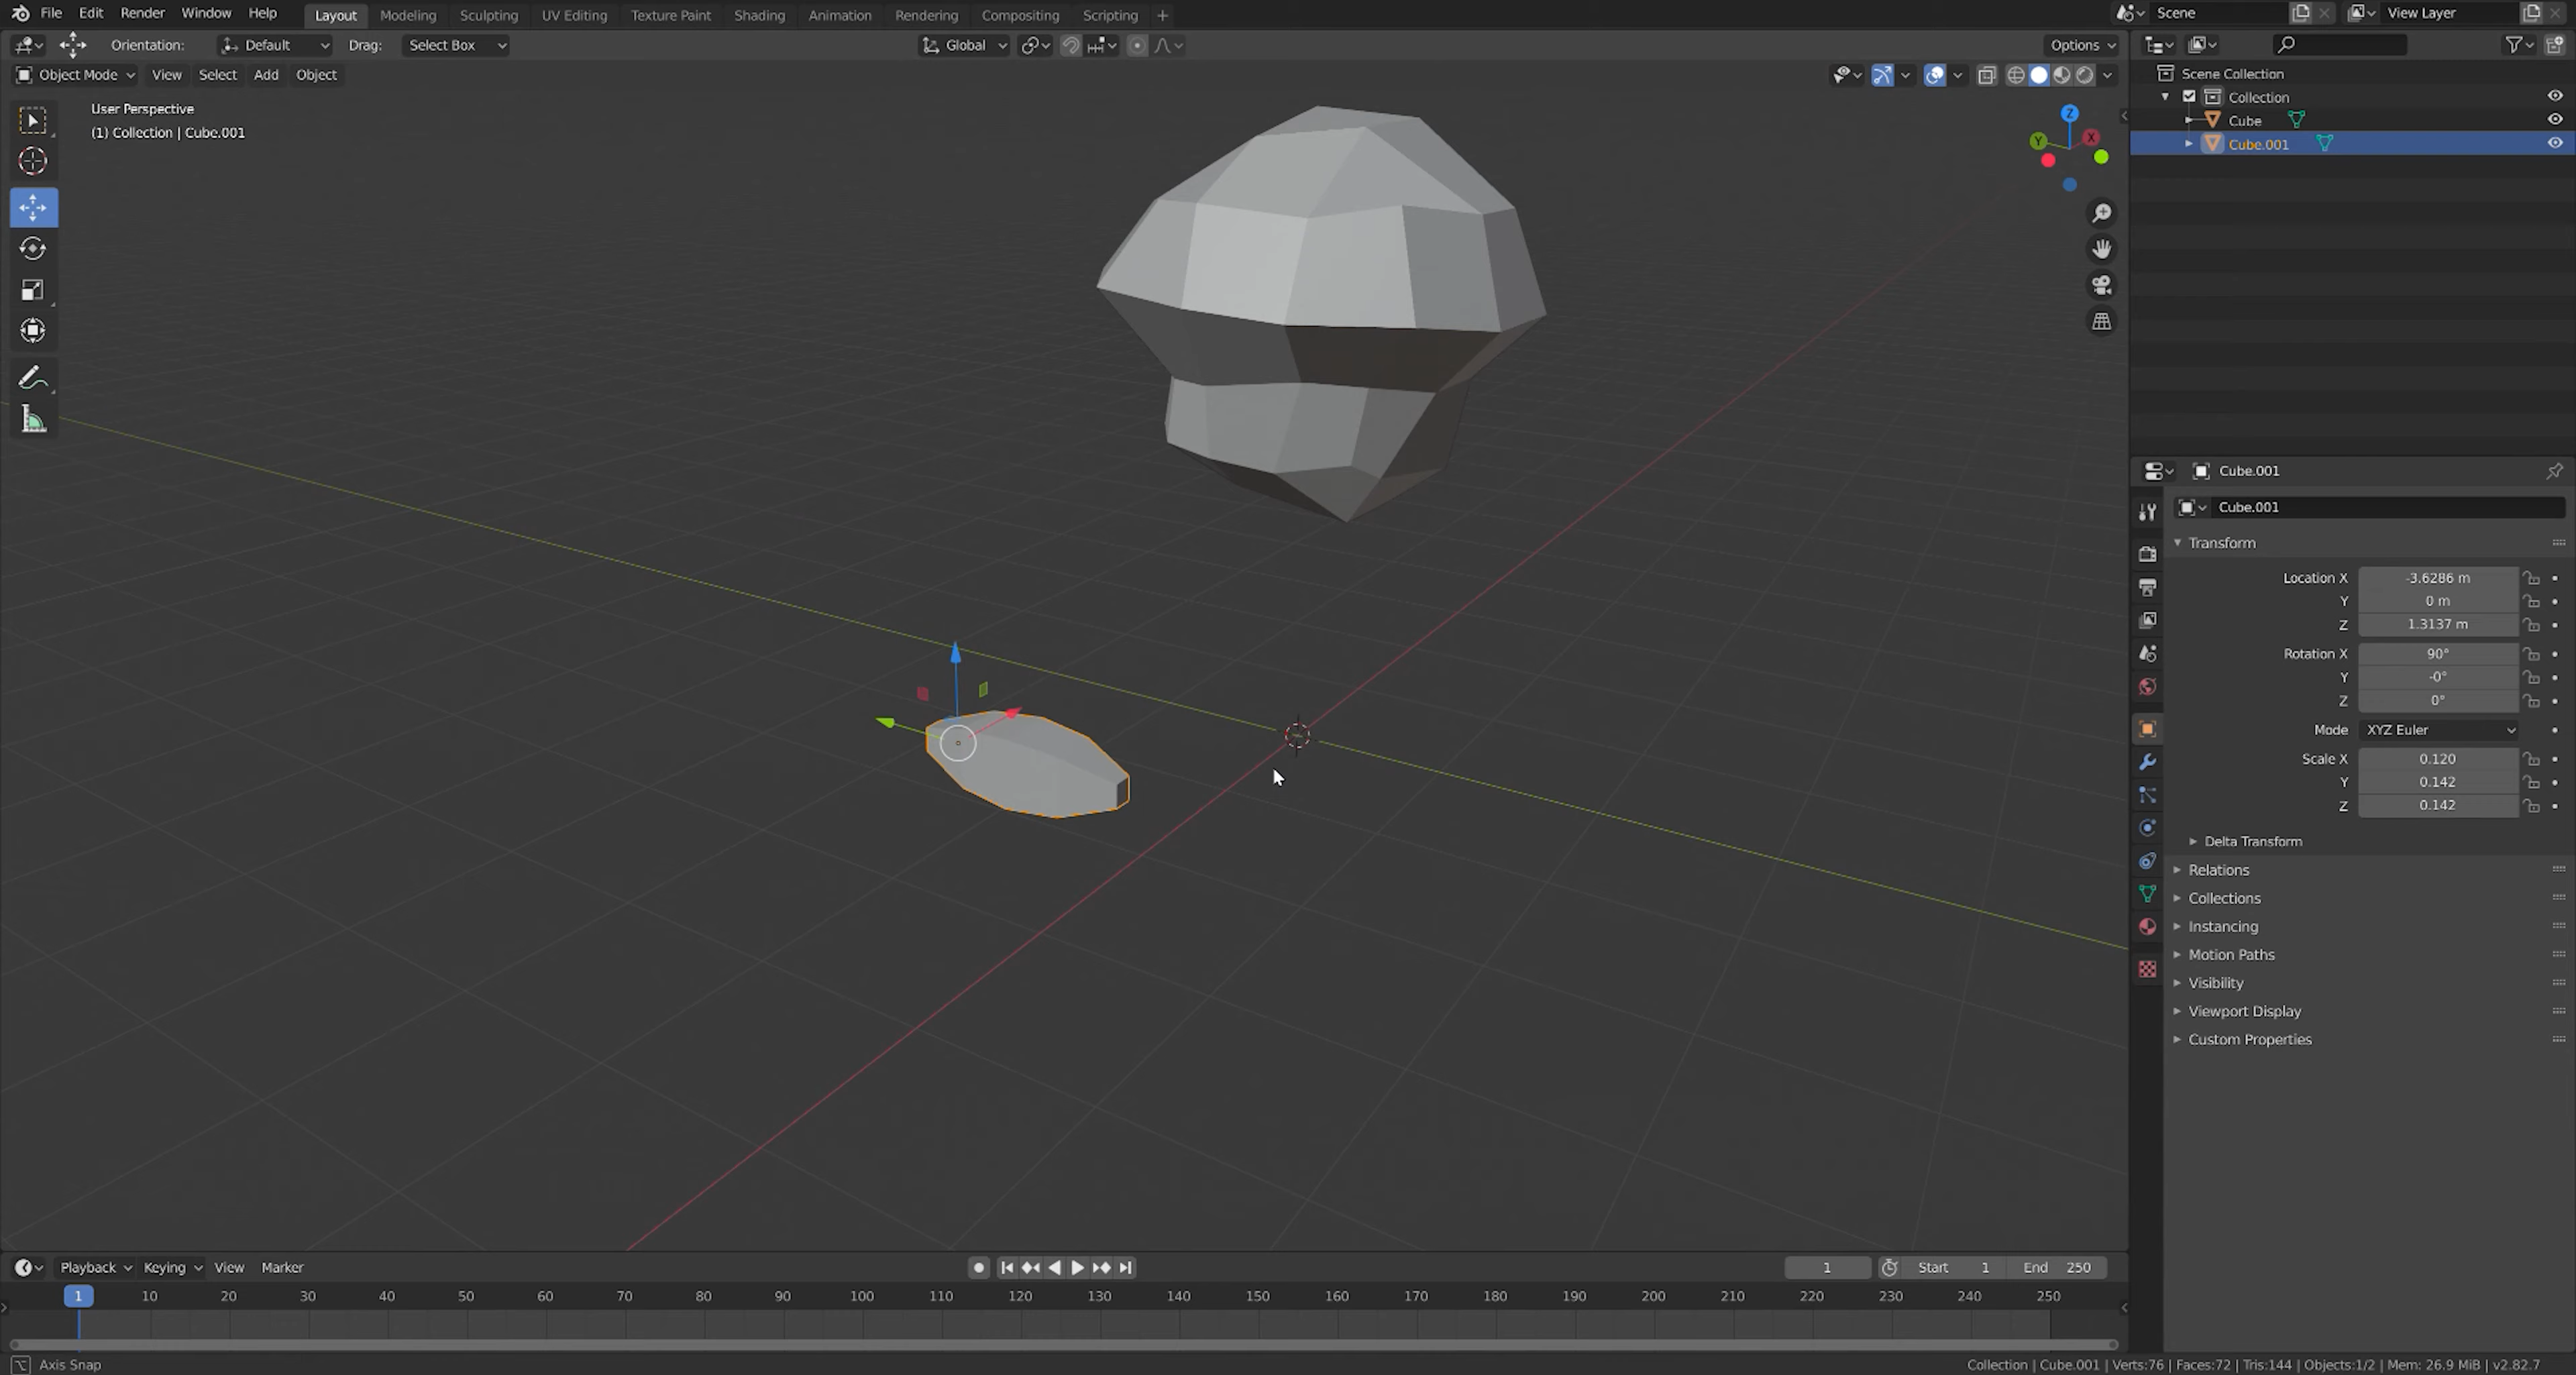 File Edit Render Window Help Layout Modeling Sculpting UV Editing Texture Paint Shading Animation Rendering Compositing Scripting + Scene View Layer
Orientation: Default Drag: Select Box Global Options
Object Mode View Select Add Object
User Perspective
(1) Collection | Cube.001
Z
Y
X
Scene Collection
Collection
Cube
Cube.001
Cube.001
Cube.001
Transform
Location X -3.6286 m
Y 0 m
Z 1.3137 m
Rotation X 90°
Y -0°
Z 0°
Mode XYZ Euler
Scale X 0.120
Y 0.142
Z 0.142
Delta Transform
Relations
Collections
Instancing
Motion Paths
Visibility
Viewport Display
Custom Properties
Playback Keying View Marker 1 Start 1 End 250
1 10 20 30 40 50 60 70 80 90 100 110 120 130 140 150 160 170 180 190 200 210 220 230 240 250
Axis Snap
Collection | Cube.001 | Verts:76 | Faces:72 | Tris:144 | Objects:1/2 | Mem: 26.9 MiB | v2.82.7